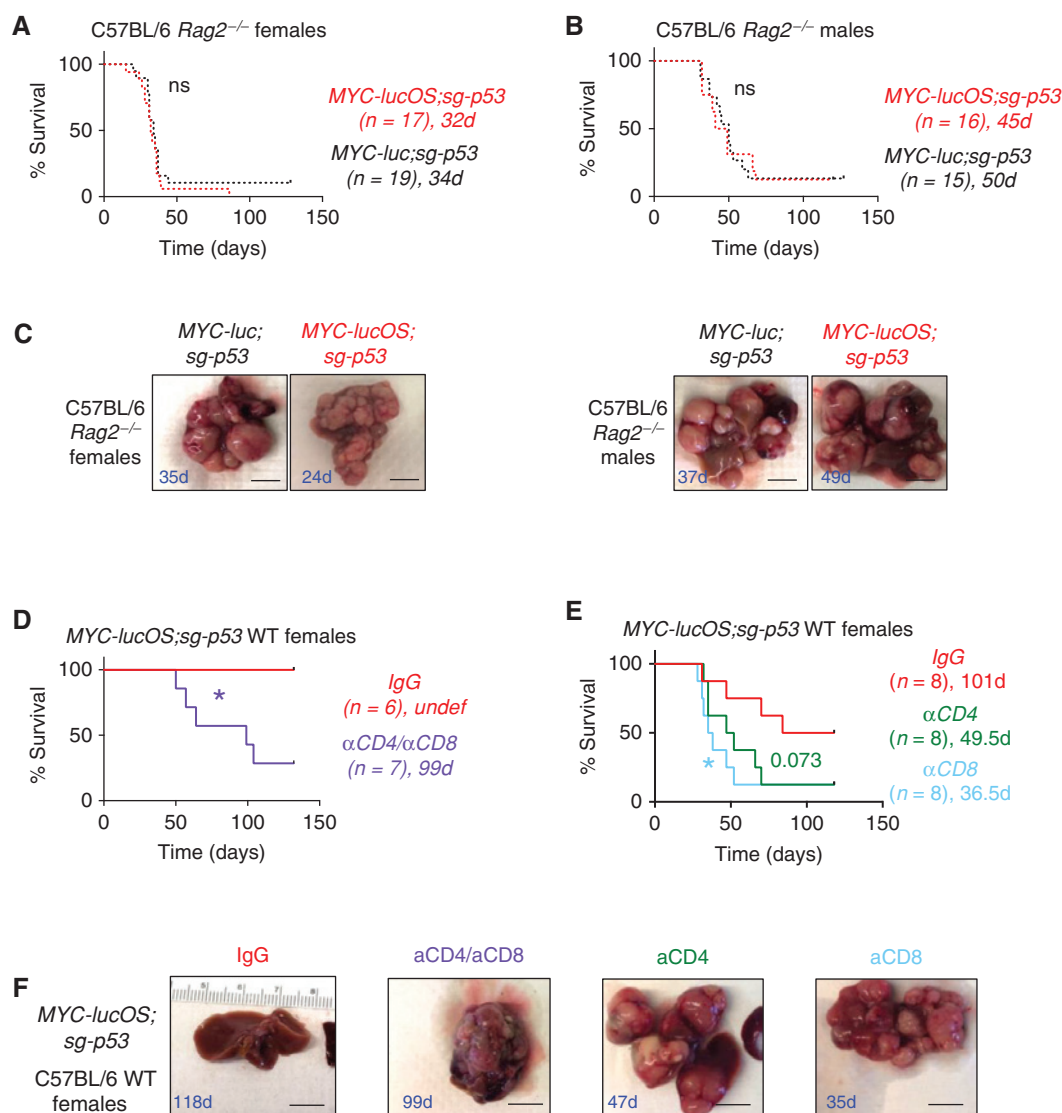 A
C57BL/6 Rag2−/− females
% Survival
100
50
0
0 50 100 150
Time (days)
ns
MYC-lucOS;sg-p53
(n = 17), 32d
MYC-luc;sg-p53
(n = 19), 34d
B
C57BL/6 Rag2−/− males
% Survival
100
50
0
0 50 100 150
Time (days)
ns
MYC-lucOS;sg-p53
(n = 16), 45d
MYC-luc;sg-p53
(n = 15), 50d
C
MYC-luc;
sg-p53
MYC-lucOS;
sg-p53
C57BL/6
Rag2−/−
females
35d
24d
MYC-luc;
sg-p53
MYC-lucOS;
sg-p53
C57BL/6
Rag2−/−
males
37d
49d
D
MYC-lucOS;sg-p53 WT females
% Survival
100
50
0
0 50 100 150
Time (days)
*
IgG
(n = 6), undef
αCD4/αCD8
(n = 7), 99d
E
MYC-lucOS;sg-p53 WT females
% Survival
100
50
0
0 50 100 150
Time (days)
*
0.073
IgG
(n = 8), 101d
αCD4
(n = 8), 49.5d
αCD8
(n = 8), 36.5d
F
MYC-lucOS;
sg-p53
C57BL/6 WT
females
IgG
118d
aCD4/aCD8
99d
aCD4
47d
aCD8
35d